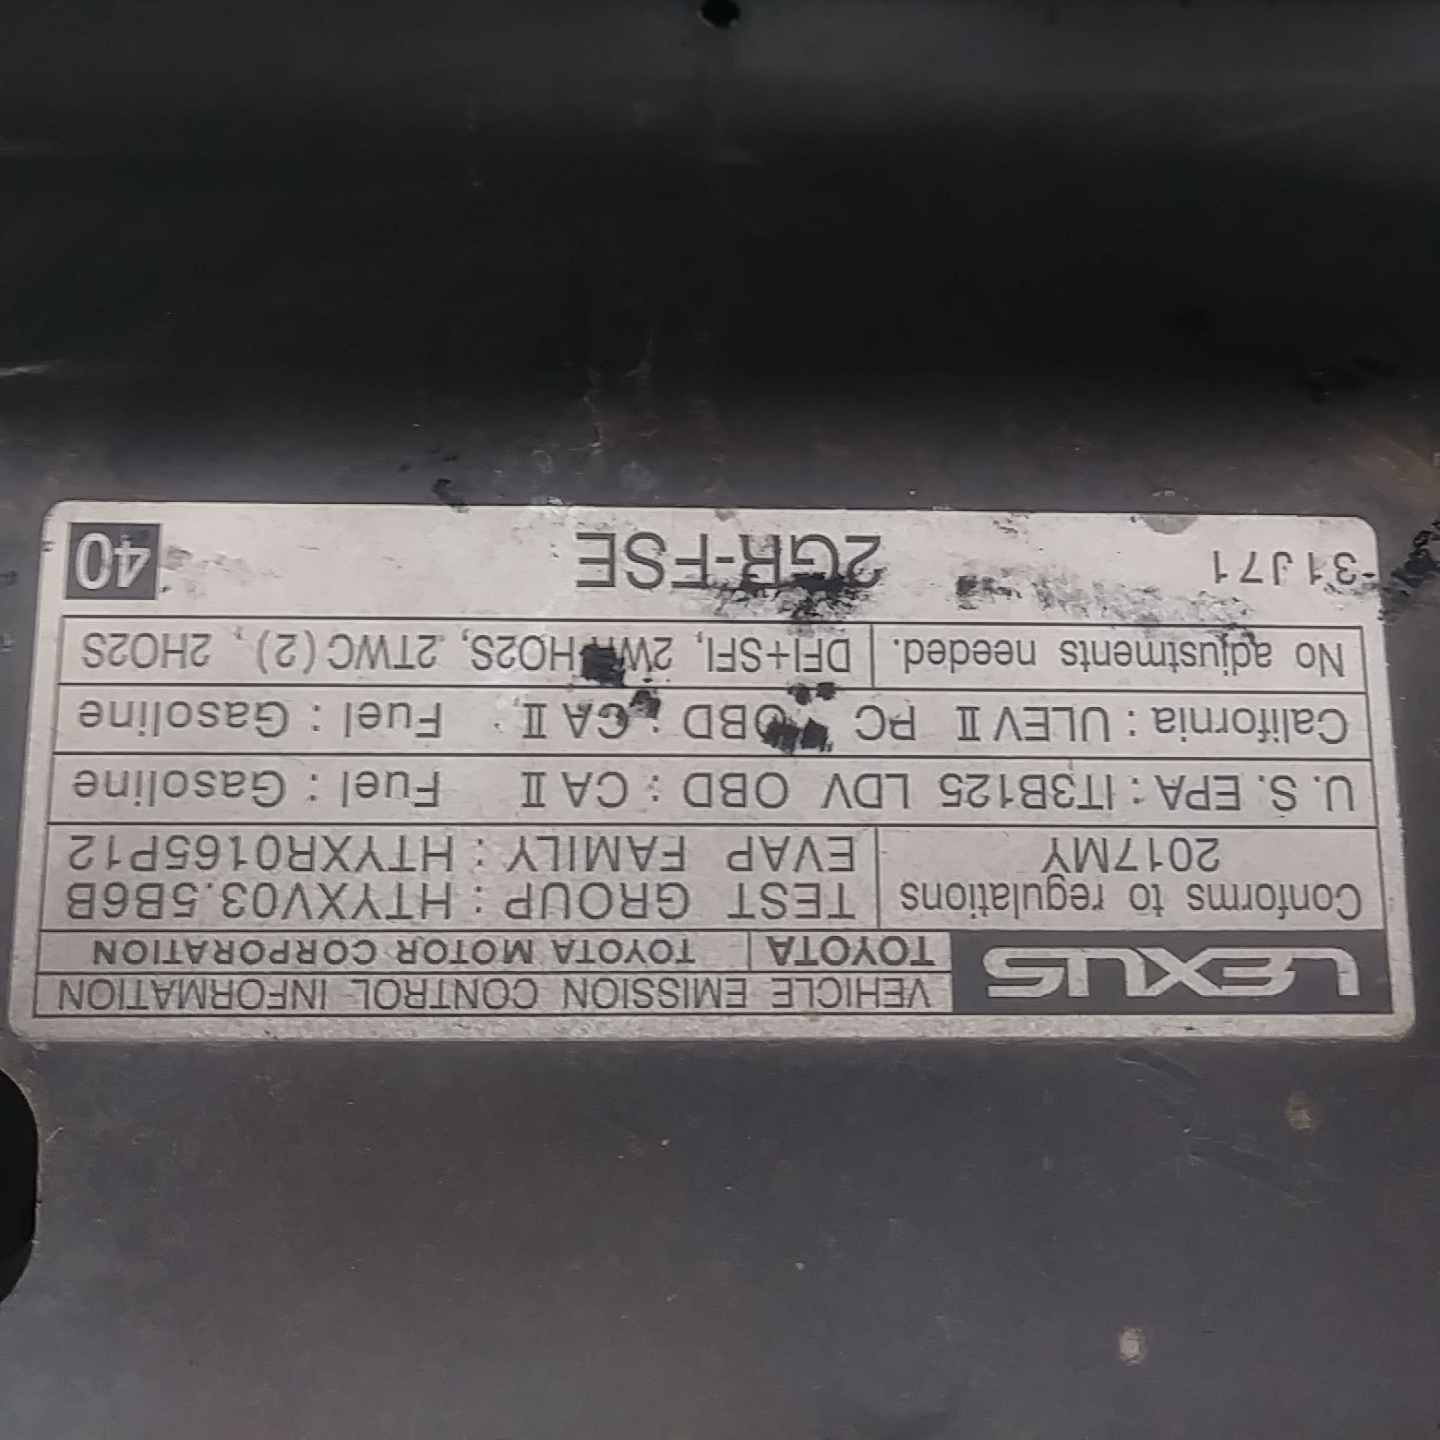 LEXUS
VEHICLE EMISSION CONTROL INFORMATION
TOYOTA TOYOTA MOTOR CORPORATION
Conforms to regulations
2017MY
TEST GROUP : HTYXV03.5B6B
EVAP FAMILY : HTYXR0165P12
U.S. EPA : IT3B125 LDV OBD : CA II Fuel : Gasoline
California : ULEV II PC OBD : CA II Fuel : Gasoline
No adjustments needed. DFI+SFI, HO2S, 2TWC(2), 2HO2S
31J71 2GR-FSE 40